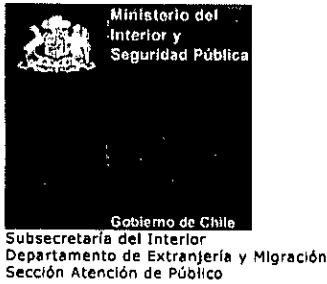 Ministerio del
Interior y
Seguridad Pública
Gobierno de Chile
Subsecretaría del Interior
Departamento de Extranjería y Migración
Sección Atención de Público